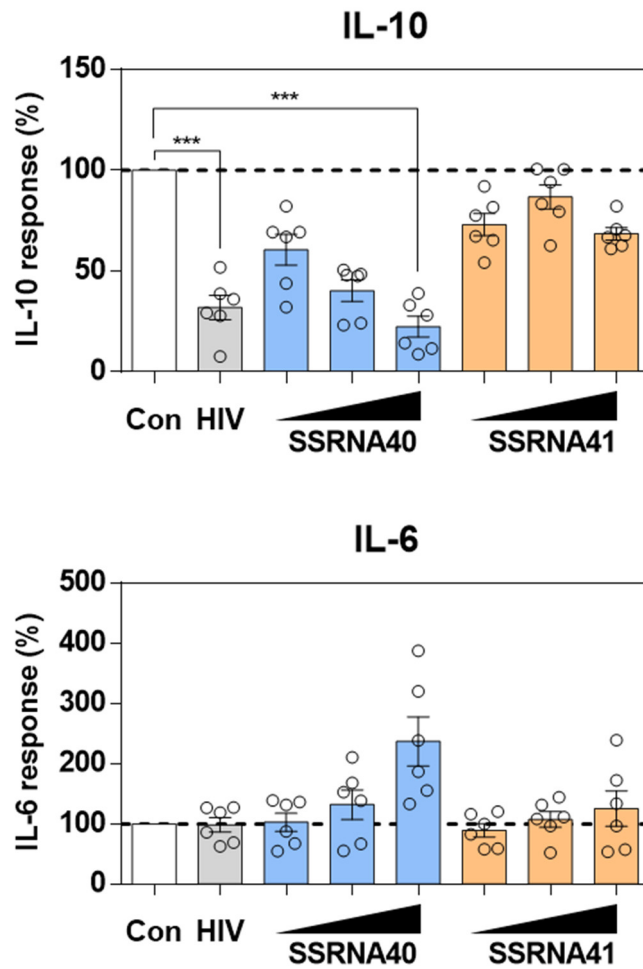 IL-10
IL-10 response (%)
150
100
50
0
***
***
Con HIV SSRNA40 SSRNA41
IL-6
IL-6 response (%)
500
400
300
200
100
0
Con HIV SSRNA40 SSRNA41